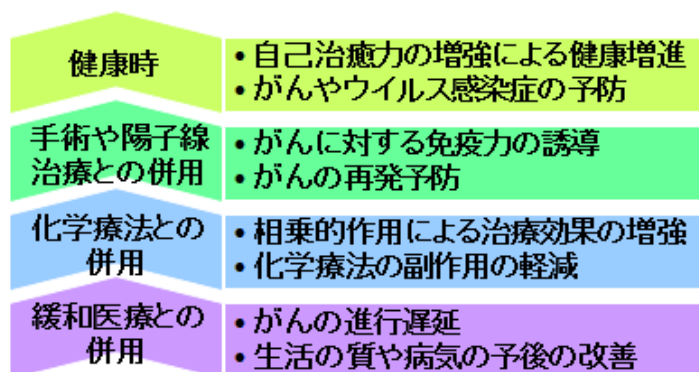 健康時
・自己治癒力の増強による健康増進
・がんやウイルス感染症の予防
手術や陽子線
治療との併用
・がんに対する免疫力の誘導
・がんの再発予防
化学療法との
併用
・相乗的作用による治療効果の増強
・化学療法の副作用の軽減
緩和医療との
併用
・がんの進行遅延
・生活の質や病気の予後の改善